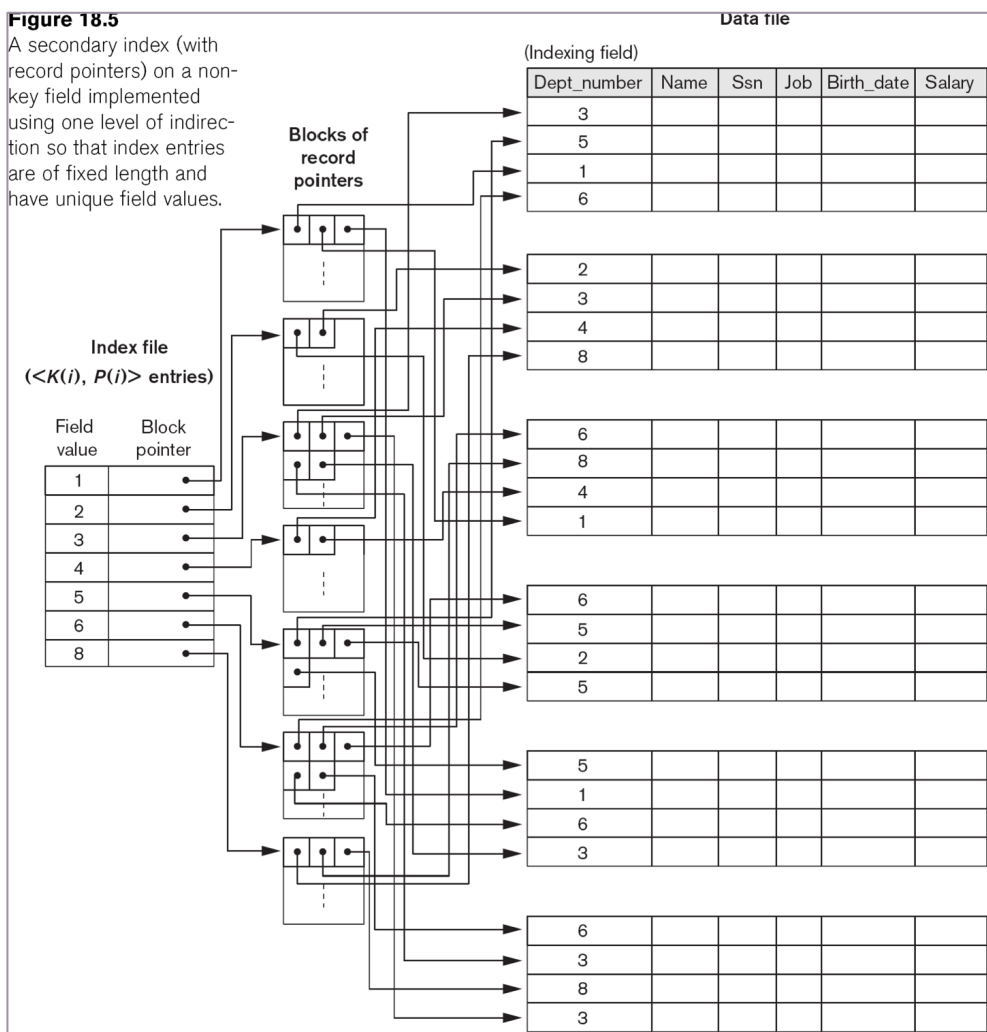 Figure 18.5
A secondary index (with
record pointers) on a non-
key field implemented
using one level of indirec-
tion so that index entries
are of fixed length and
have unique field values.
Data file
(Indexing field)
Dept_number Name Ssn Job Birth_date Salary
3
5
1
6
2
3
4
8
6
8
4
1
6
5
2
5
5
1
6
3
6
3
8
3
Blocks of
record
pointers
Index file
(<K(i), P(i)> entries)
Field Block
value pointer
1
2
3
4
5
6
8